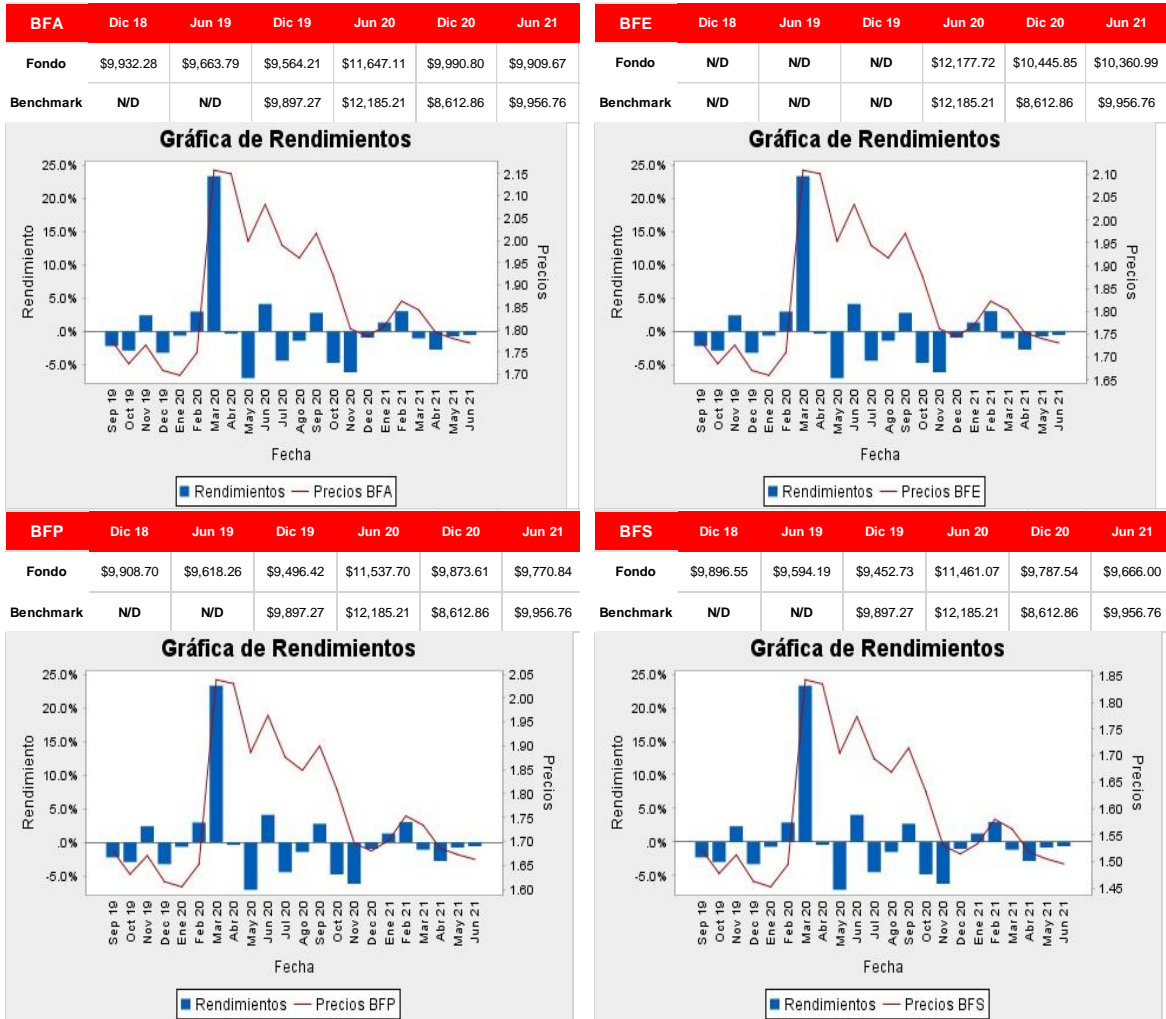 BFA Dic 18 Jun 19 Dic 19 Jun 20 Dic 20 Jun 21
Fondo $9,932.28 $9,663.79 $9,564.21 $11,647.11 $9,990.80 $9,909.67
Benchmark N/D N/D $9,897.27 $12,185.21 $8,612.86 $9,956.76
Gráfica de Rendimientos
25.0%
20.0%
15.0%
10.0%
5.0%
.0%
-5.0%
Rendimiento
2.15
2.10
2.05
2.00
1.95
1.90
1.85
1.80
1.75
1.70
Precios
Sep 19 Oct 19 Nov 19 Dec 19 Ene 20 Feb 20 Mar 20 Abr 20 May 20 Jun 20 Jul 20 Ago 20 Sep 20 Oct 20 Nov 20 Dec 20 Ene 21 Feb 21 Mar 21 Abr 21 May 21 Jun 21
Fecha
Rendimientos Precios BFA
BFE Dic 18 Jun 19 Dic 19 Jun 20 Dic 20 Jun 21
Fondo N/D N/D N/D $12,177.72 $10,445.85 $10,360.99
Benchmark N/D N/D N/D $12,185.21 $8,612.86 $9,956.76
Gráfica de Rendimientos
25.0%
20.0%
15.0%
10.0%
5.0%
.0%
-5.0%
Rendimiento
2.10
2.05
2.00
1.95
1.90
1.85
1.80
1.75
1.70
1.65
Precios
Sep 19 Oct 19 Nov 19 Dec 19 Ene 20 Feb 20 Mar 20 Abr 20 May 20 Jun 20 Jul 20 Ago 20 Sep 20 Oct 20 Nov 20 Dec 20 Ene 21 Feb 21 Mar 21 Abr 21 May 21 Jun 21
Fecha
Rendimientos Precios BFE
BFP Dic 18 Jun 19 Dic 19 Jun 20 Dic 20 Jun 21
Fondo $9,908.70 $9,618.26 $9,496.42 $11,537.70 $9,873.61 $9,770.84
Benchmark N/D N/D $9,897.27 $12,185.21 $8,612.86 $9,956.76
Gráfica de Rendimientos
25.0%
20.0%
15.0%
10.0%
5.0%
.0%
-5.0%
Rendimiento
2.05
2.00
1.95
1.90
1.85
1.80
1.75
1.70
1.65
1.60
Precios
Sep 19 Oct 19 Nov 19 Dec 19 Ene 20 Feb 20 Mar 20 Abr 20 May 20 Jun 20 Jul 20 Ago 20 Sep 20 Oct 20 Nov 20 Dec 20 Ene 21 Feb 21 Mar 21 Abr 21 May 21 Jun 21
Fecha
Rendimientos Precios BFP
BFS Dic 18 Jun 19 Dic 19 Jun 20 Dic 20 Jun 21
Fondo $9,896.55 $9,594.19 $9,452.73 $11,461.07 $9,787.54 $9,666.00
Benchmark N/D N/D $9,897.27 $12,185.21 $8,612.86 $9,956.76
Gráfica de Rendimientos
25.0%
20.0%
15.0%
10.0%
5.0%
.0%
-5.0%
Rendimiento
1.85
1.80
1.75
1.70
1.65
1.60
1.55
1.50
1.45
Precios
Sep 19 Oct 19 Nov 19 Dec 19 Ene 20 Feb 20 Mar 20 Abr 20 May 20 Jun 20 Jul 20 Ago 20 Sep 20 Oct 20 Nov 20 Dec 20 Ene 21 Feb 21 Mar 21 Abr 21 May 21 Jun 21
Fecha
Rendimientos Precios BFS